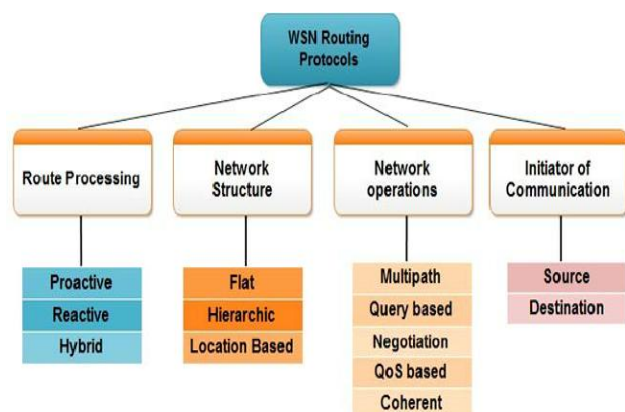 WSN Routing
Protocols
Route Processing
Network
Structure
Network
operations
Initiator of
Communication
Proactive
Reactive
Hybrid
Flat
Hierarchic
Location Based
Multipath
Query based
Negotiation
QoS based
Coherent
Source
Destination